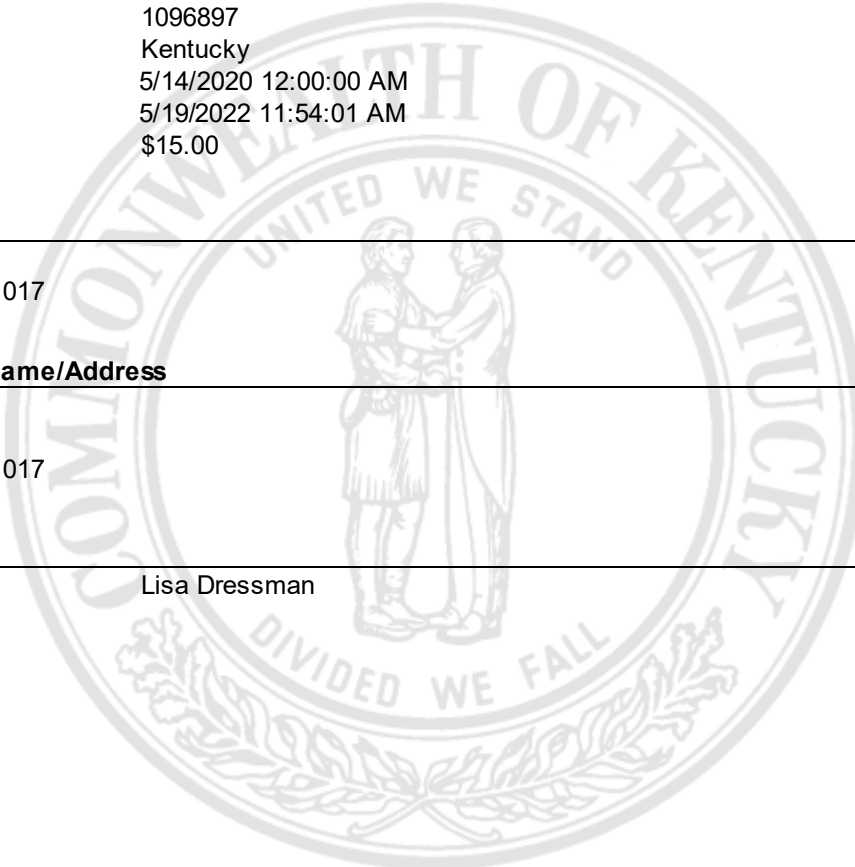 1096897
Kentucky
5/14/2020 12:00:00 AM
5/19/2022 11:54:01 AM
$15.00
017
ame/Address
017
Lisa Dressman
COMMONWEALTH OF KENTUCKY
UNITED WE STAND
DIVIDED WE FALL